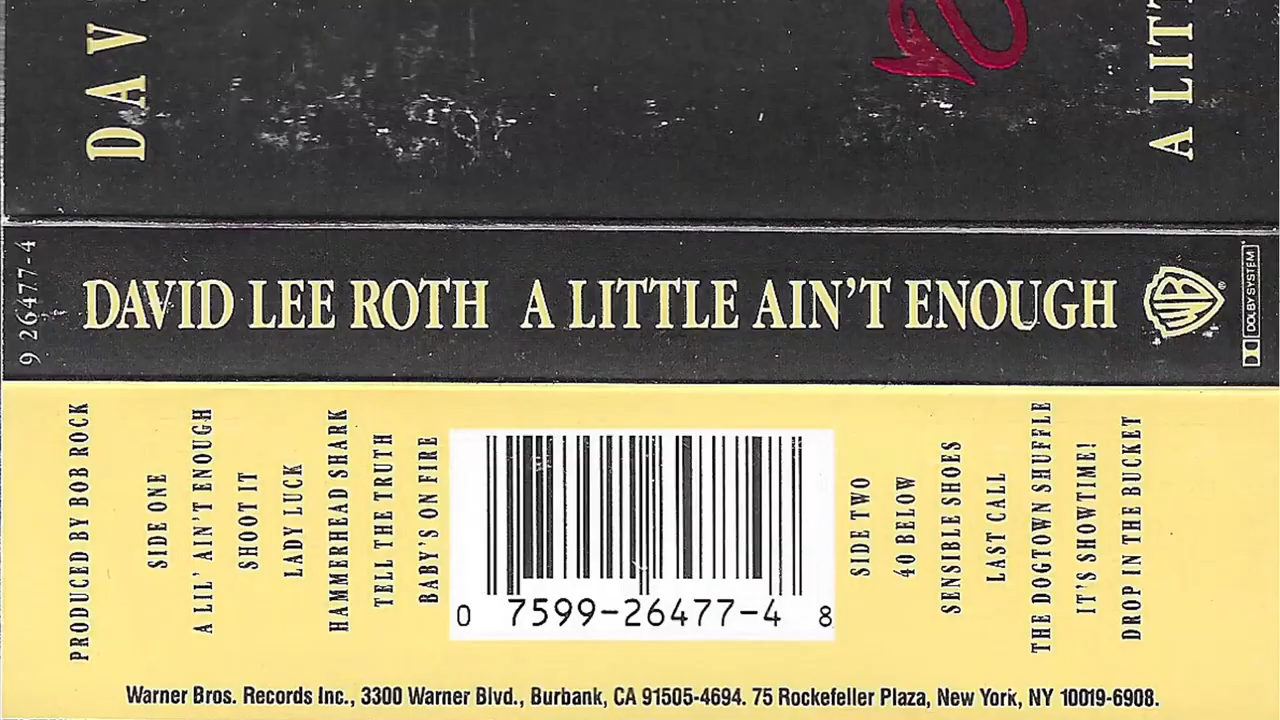 DAV
A LIT
9 26477-4
DAVID LEE ROTH A LITTLE AIN'T ENOUGH
WB
®
DOLBY SYSTEM
PRODUCED BY BOB ROCK
SIDE ONE
A LIL' AIN'T ENOUGH
SHOOT IT
LADY LUCK
HAMMERHEAD SHARK
TELL THE TRUTH
BABY'S ON FIRE
0 7599-26477-4 8
SIDE TWO
40 BELOW
SENSIBLE SHOES
LAST CALL
THE DOGTOWN SHUFFLE
IT'S SHOWTIME!
DROP IN THE BUCKET
Warner Bros. Records Inc., 3300 Warner Blvd., Burbank, CA 91505-4694. 75 Rockefeller Plaza, New York, NY 10019-6908.